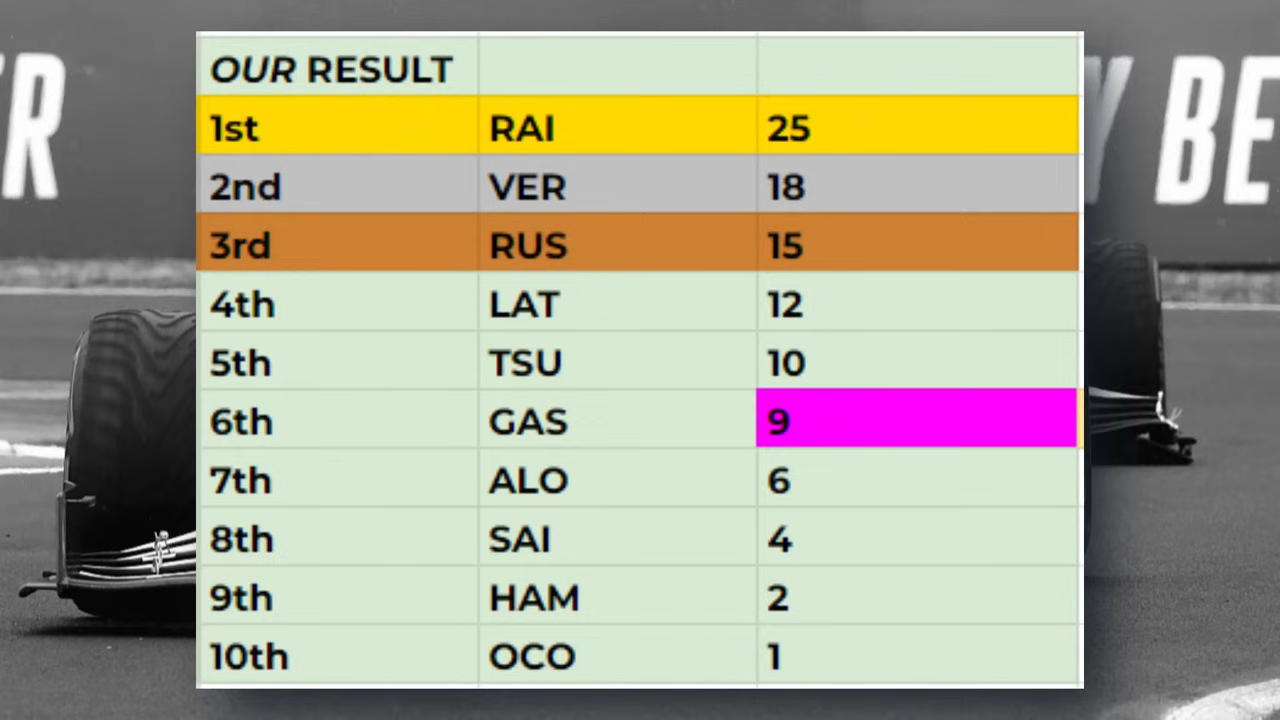 OUR RESULT
1st RAI 25
2nd VER 18
3rd RUS 15
4th LAT 12
5th TSU 10
6th GAS 9
7th ALO 6
8th SAI 4
9th HAM 2
10th OCO 1
R
Y BE